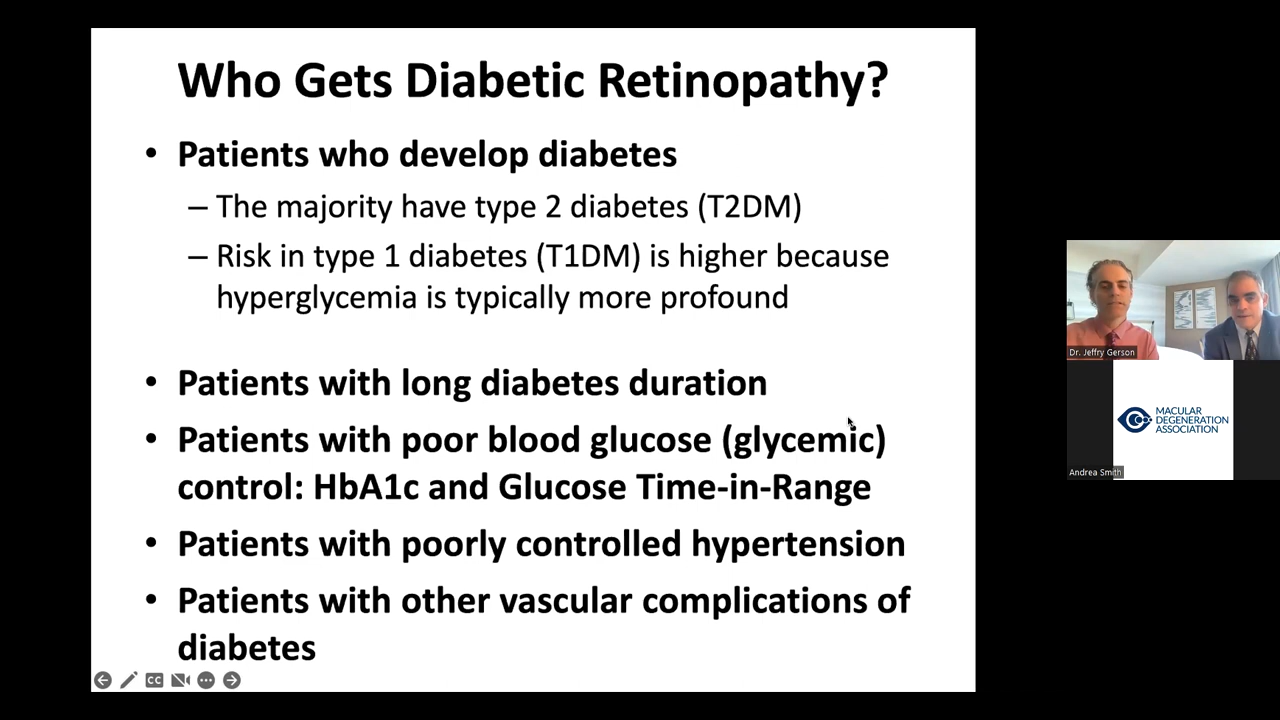 Who Gets Diabetic Retinopathy?
• Patients who develop diabetes
– The majority have type 2 diabetes (T2DM)
– Risk in type 1 diabetes (T1DM) is higher because
hyperglycemia is typically more profound
• Patients with long diabetes duration
• Patients with poor blood glucose (glycemic)
control: HbA1c and Glucose Time-in-Range
• Patients with poorly controlled hypertension
• Patients with other vascular complications of
diabetes
CC
Dr. Jeffry Gerson
MACULAR
DEGENERATION
ASSOCIATION
Andrea Smith